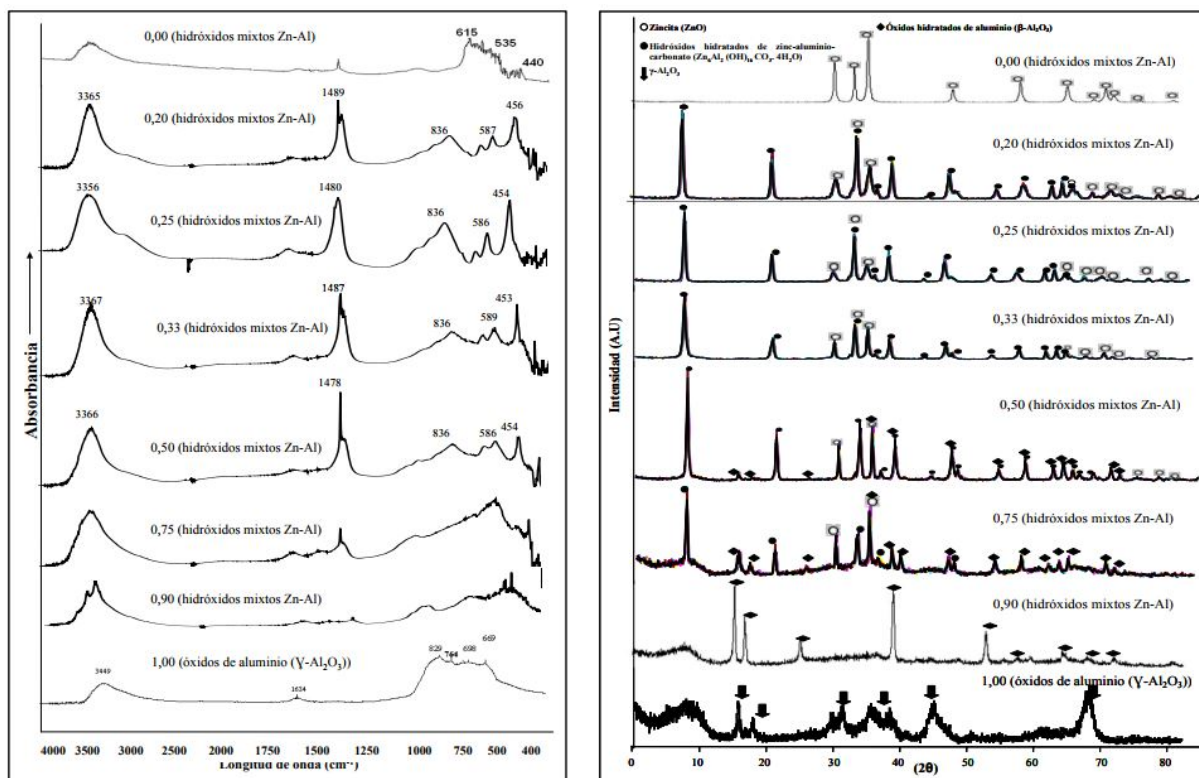 0,00 (hidróxidos mixtos Zn-Al)
615
535
440
3365
0,20 (hidróxidos mixtos Zn-Al)
1489
836
587
456
3356
0,25 (hidróxidos mixtos Zn-Al)
1480
836
586
454
3367
0,33 (hidróxidos mixtos Zn-Al)
1487
836
589
453
3366
0,50 (hidróxidos mixtos Zn-Al)
1478
836
586
454
0,75 (hidróxidos mixtos Zn-Al)
0,90 (hidróxidos mixtos Zn-Al)
1,00 (óxidos de aluminio (Ɣ-Al₂O₃))
3449
1634
829
764
698
669
Absorbancia
4000 3500 3000 2500 2000 1750 1500 1250 1000 750 600 400
Longitud de onda (cm⁻¹)
Zincita (ZnO)
Óxidos hidratados de aluminio (β-Al₂O₃)
Hidróxidos hidratados de zinc-aluminio-
carbonato (Zn₆Al₂ (OH)₁₆ CO₃. 4H₂O)
γ-Al₂O₃
0,00 (hidróxidos mixtos Zn-Al)
0,20 (hidróxidos mixtos Zn-Al)
0,25 (hidróxidos mixtos Zn-Al)
0,33 (hidróxidos mixtos Zn-Al)
0,50 (hidróxidos mixtos Zn-Al)
0,75 (hidróxidos mixtos Zn-Al)
0,90 (hidróxidos mixtos Zn-Al)
1,00 (óxidos de aluminio (Ɣ-Al₂O₃))
Intensidad (A.U)
0 10 20 30 40 50 60 70 80
(2θ)